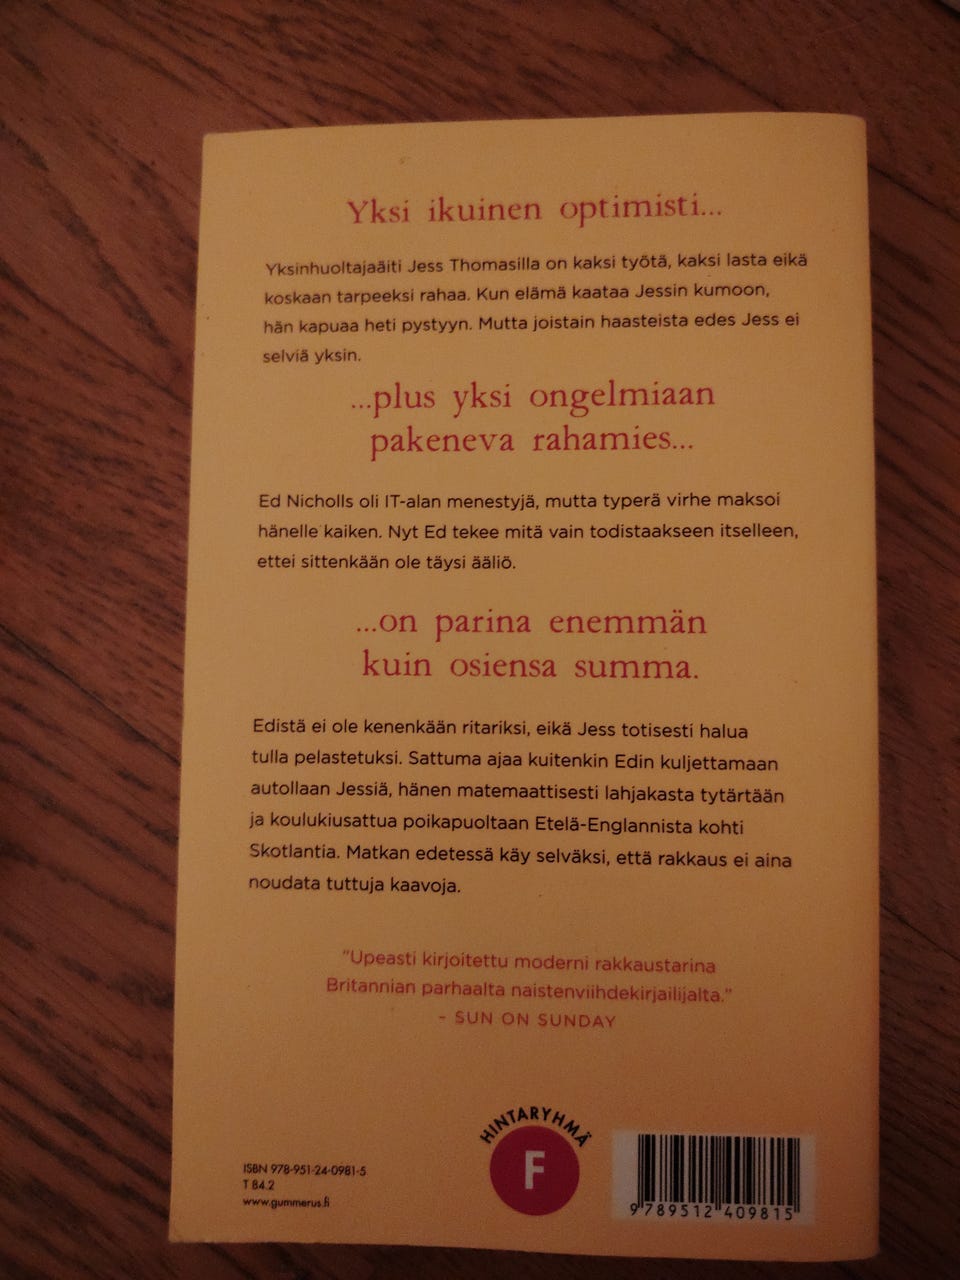 Yksi ikuinen optimisti...
Yksinhuoltajaäiti Jess Thomasilla on kaksi työtä, kaksi lasta eikä
koskaan tarpeeksi rahaa. Kun elämä kaataa Jessin kumoon,
hän kapuaa heti pystyyn. Mutta joistain haasteista edes Jess ei
selviä yksin.
...plus yksi ongelmiaan
pakeneva rahamies...
Ed Nicholls oli IT-alan menestyjä, mutta typerä virhe maksoi
hänelle kaiken. Nyt Ed tekee mitä vain todistaakseen itselleen,
ettei sittenkään ole täysi ääliö.
...on parina enemmän
kuin osiensa summa.
Edistä ei ole kenenkään ritariksi, eikä Jess totisesti halua
tulla pelastetuksi. Sattuma ajaa kuitenkin Edin kuljettamaan
autollaan Jessiä, hänen matemaattisesti lahjakasta tytärtään
ja koulukiusattua poikapuoltaan Etelä-Englannista kohti
Skotlantia. Matkan edetessä käy selväksi, että rakkaus ei aina
noudata tuttuja kaavoja.
"Upeasti kirjoitettu moderni rakkaustarina
Britannian parhaalta naistenviihdekirjailijalta."
- SUN ON SUNDAY
HINTARYHMÄ
F
ISBN 978-951-24-0981-5
T 84.2
www.gummerus.fi
9 789512 409815